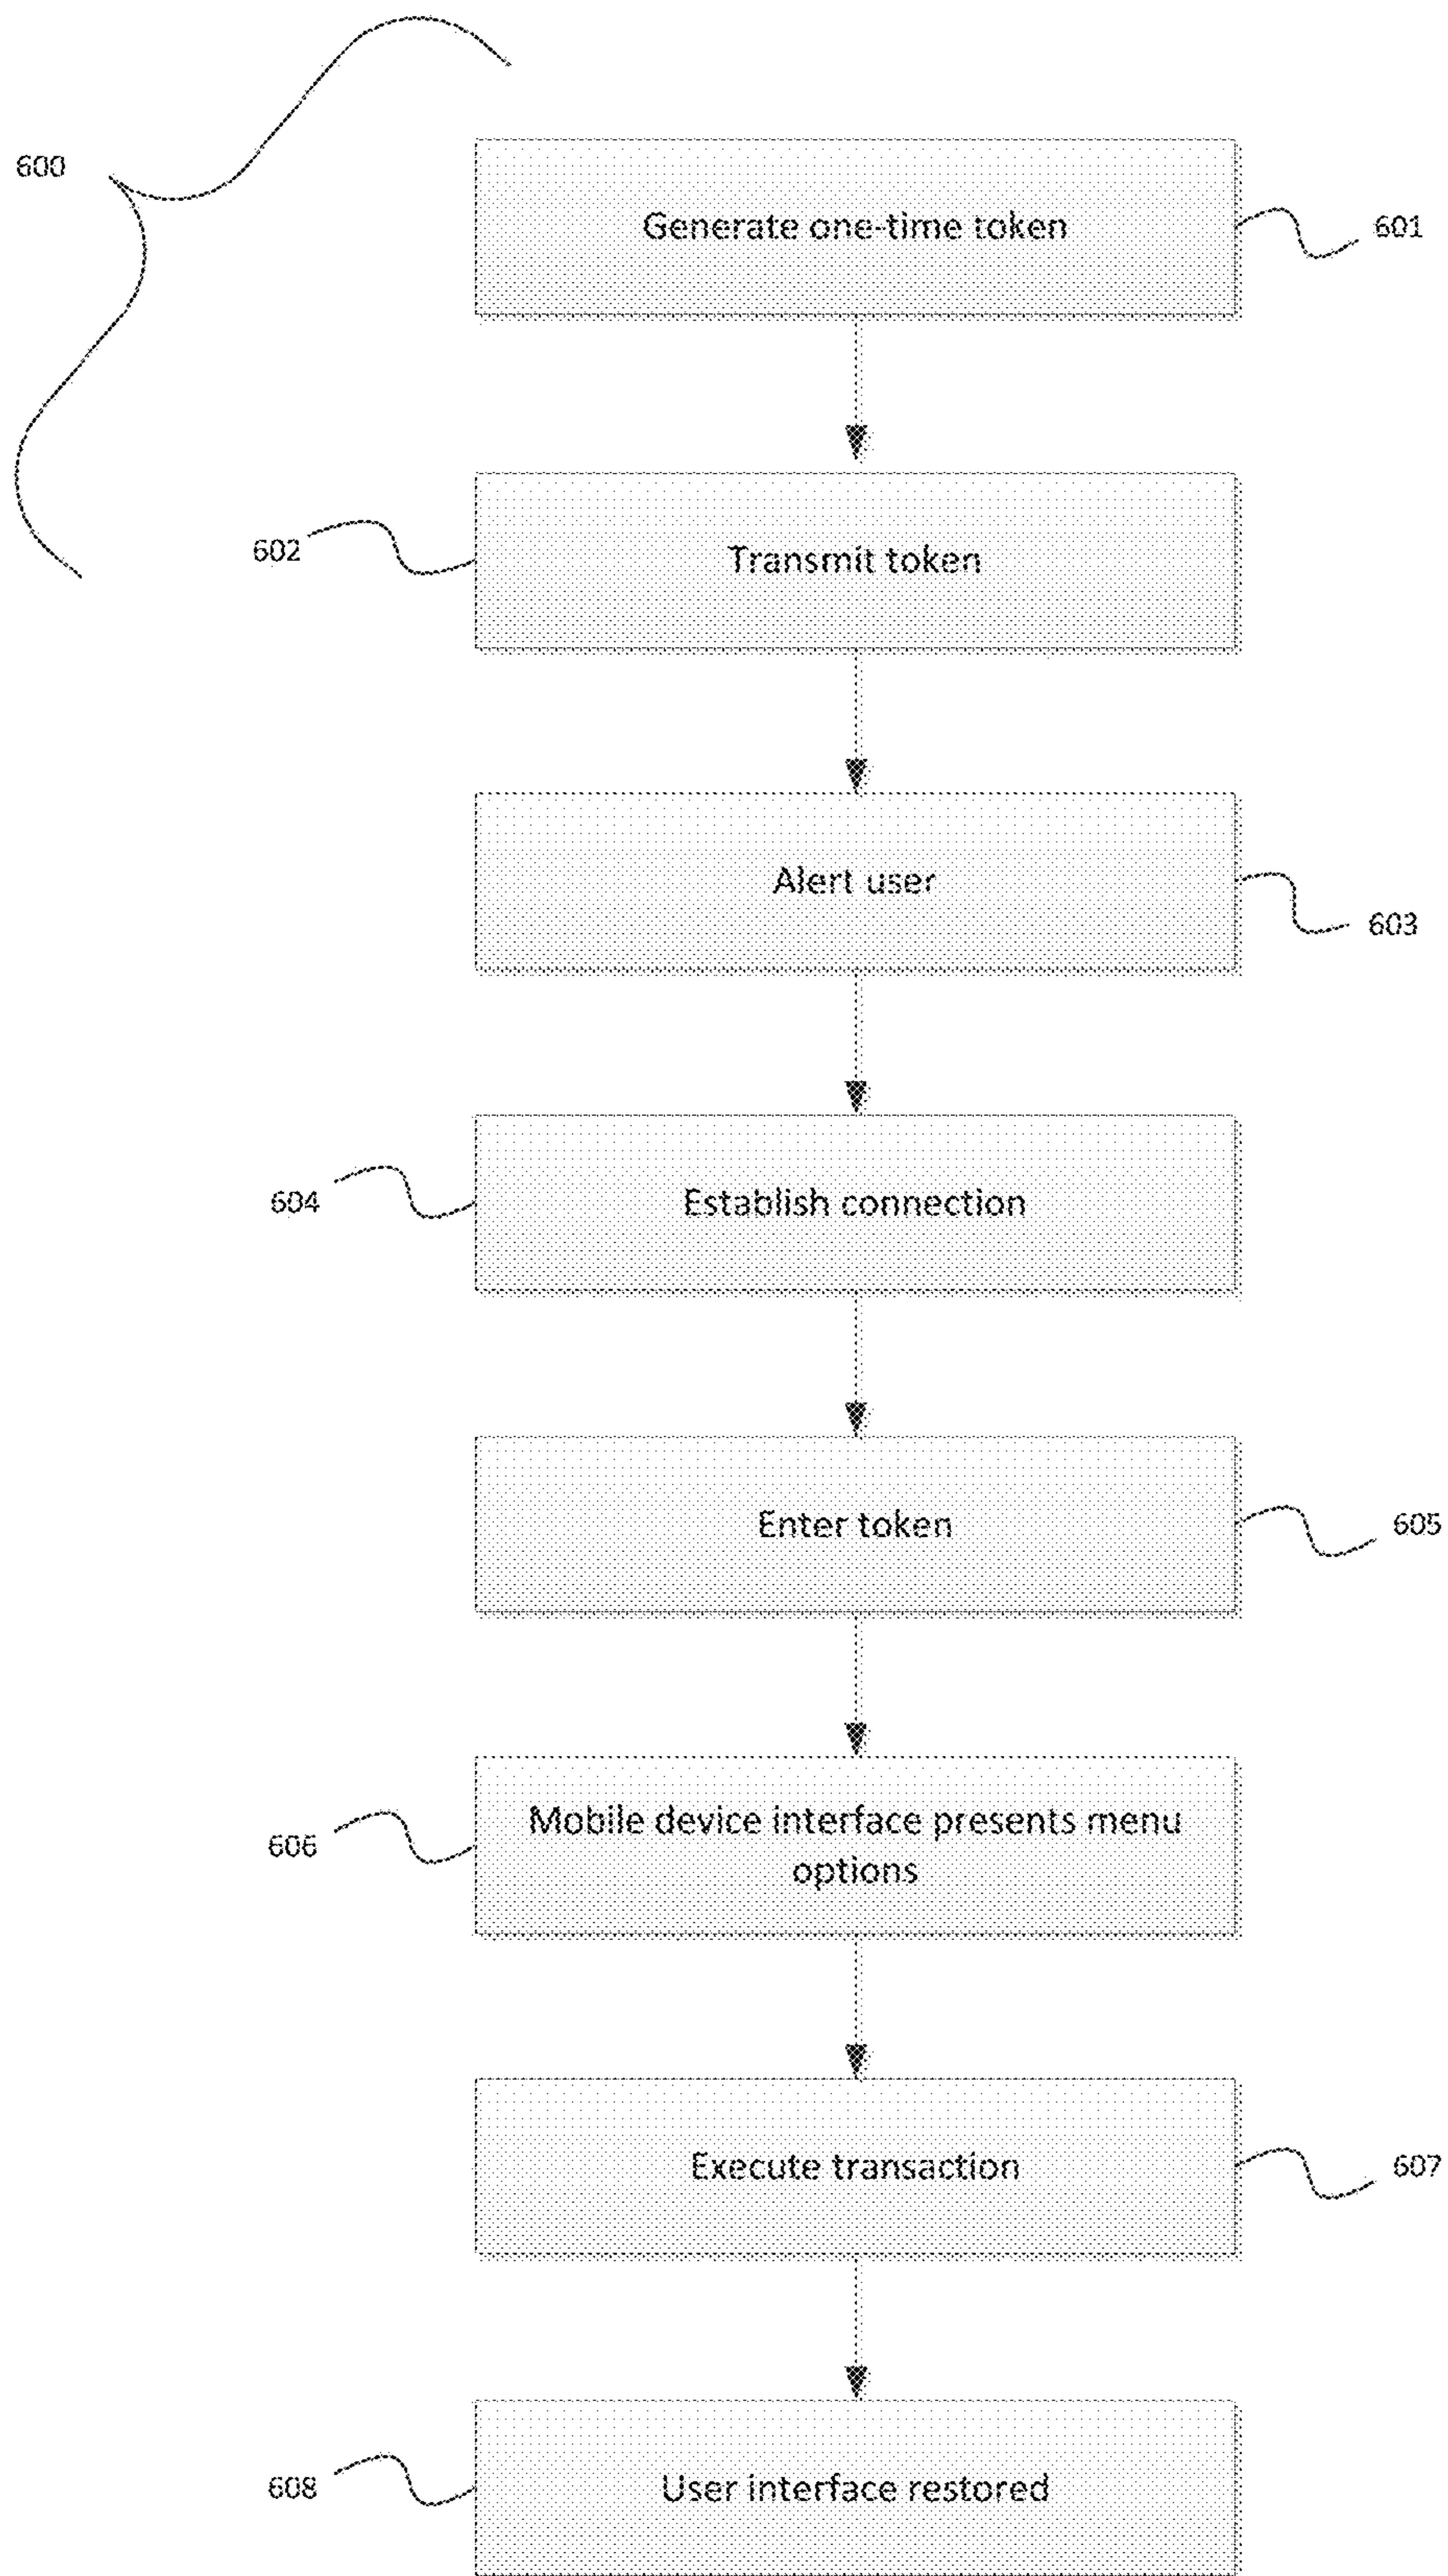 600
Generate one-time token
601
602
Transmit token
Alert user
603
604
Establish connection
Enter token
605
606
Mobile device interface presents menu
options
Execute transaction
607
608
User interface restored